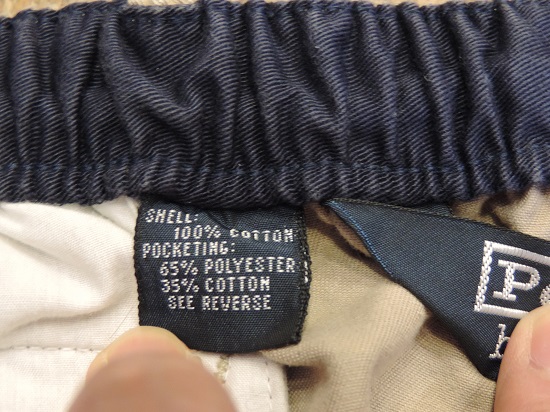 SHELL:
100% COTTON
POCKETING:
65% POLYESTER
35% COTTON
SEE REVERSE
P
h